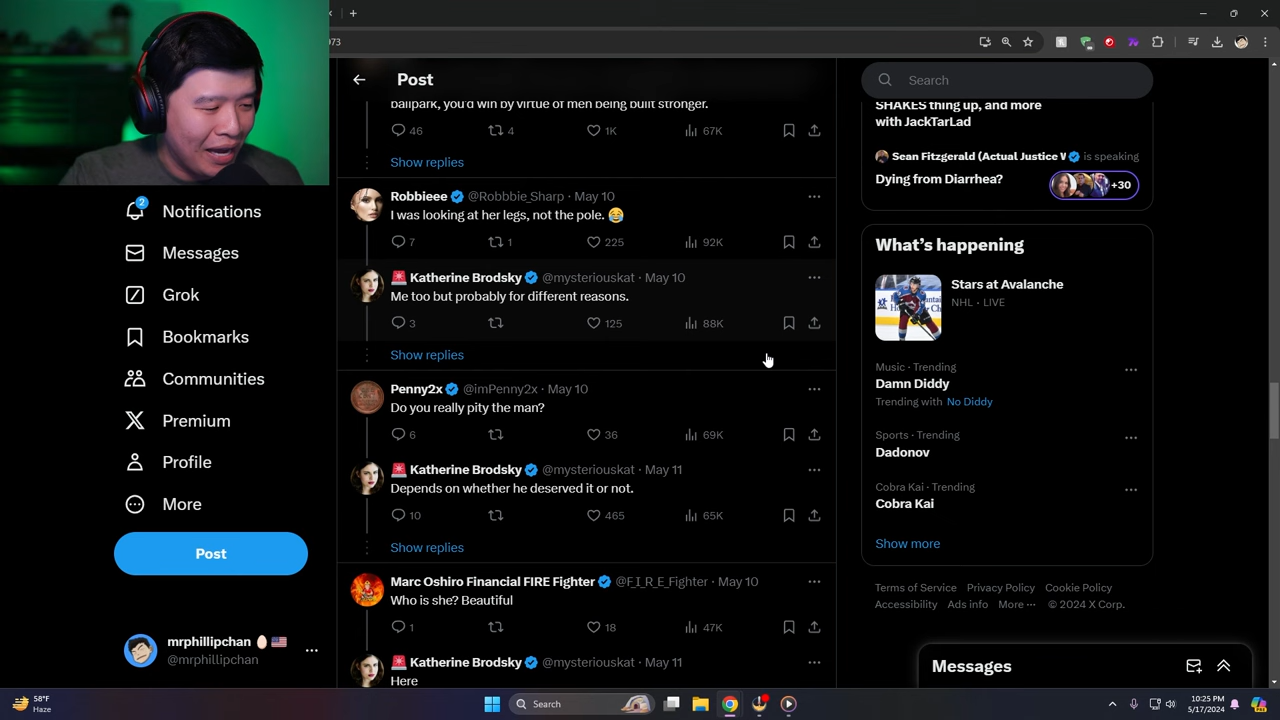 973
Post
Search
ballpark, you'd win by virtue of men being built stronger.
46 4 1K 67K
Show replies
SHAKES thing up, and more
with JackTarLad
Sean Fitzgerald (Actual Justice W is speaking
Dying from Diarrhea?
+30
Robbieee @Robbbie_Sharp · May 10
I was looking at her legs, not the pole. 😂
7 1 225 92K
🚨 Katherine Brodsky @mysteriouskat · May 10
Me too but probably for different reasons.
3 125 88K
Show replies
Penny2x @imPenny2x · May 10
Do you really pity the man?
6 36 69K
🚨 Katherine Brodsky @mysteriouskat · May 11
Depends on whether he deserved it or not.
10 465 65K
Show replies
Marc Oshiro Financial FIRE Fighter @F_I_R_E_Fighter · May 10
Who is she? Beautiful
1 18 47K
🚨 Katherine Brodsky @mysteriouskat · May 11
Here
2
Notifications
Messages
Grok
Bookmarks
Communities
Premium
Profile
More
Post
mrphillipchan 🥚 🇺🇸
@mrphillipchan
What's happening
Stars at Avalanche
NHL · LIVE
Music · Trending
Damn Diddy
Trending with No Diddy
Sports · Trending
Dadonov
Cobra Kai · Trending
Cobra Kai
Show more
Terms of Service Privacy Policy Cookie Policy
Accessibility Ads info More ··· © 2024 X Corp.
Messages
58°F
Haze
Search
10:25 PM
5/17/2024